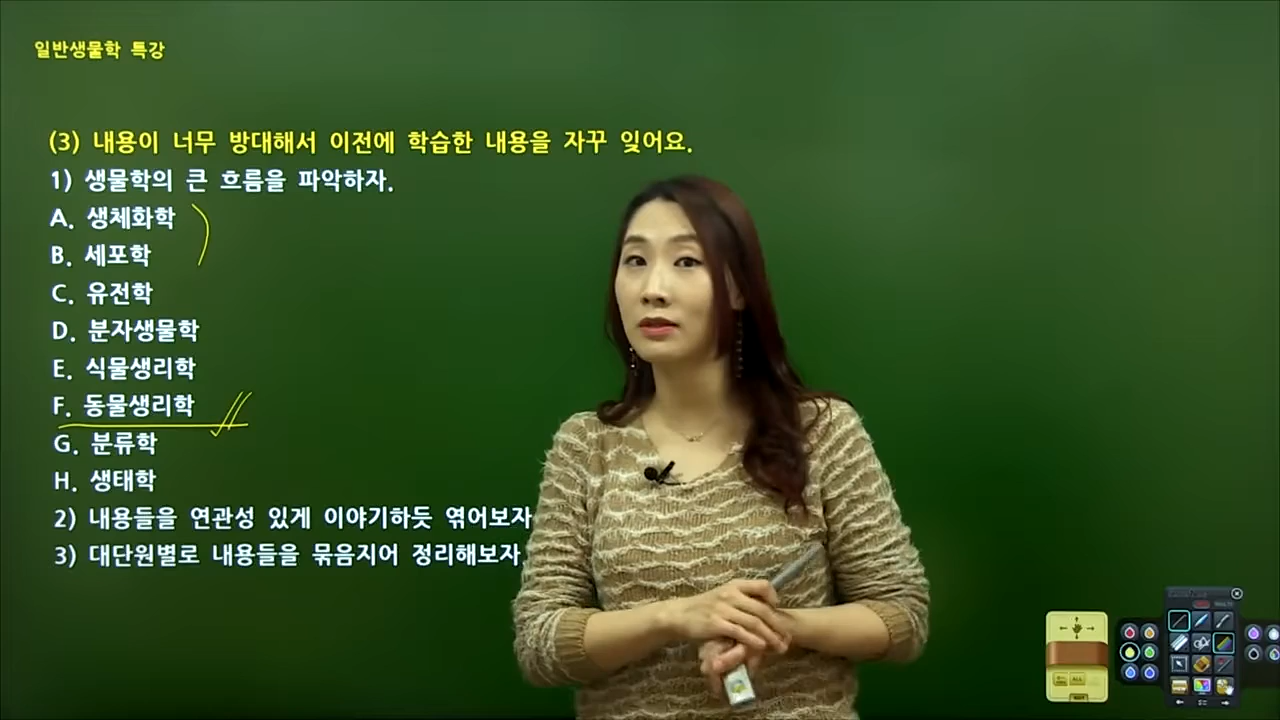 일반생물학 특강
(3) 내용이 너무 방대해서 이전에 학습한 내용을 자꾸 잊어요.
1) 생물학의 큰 흐름을 파악하자.
A. 생체화학
B. 세포학
C. 유전학
D. 분자생물학
E. 식물생리학
F. 동물생리학
G. 분류학
H. 생태학
2) 내용들을 연관성 있게 이야기하듯 엮어보자
3) 대단원별로 내용들을 묶음지어 정리해보자.
ALL